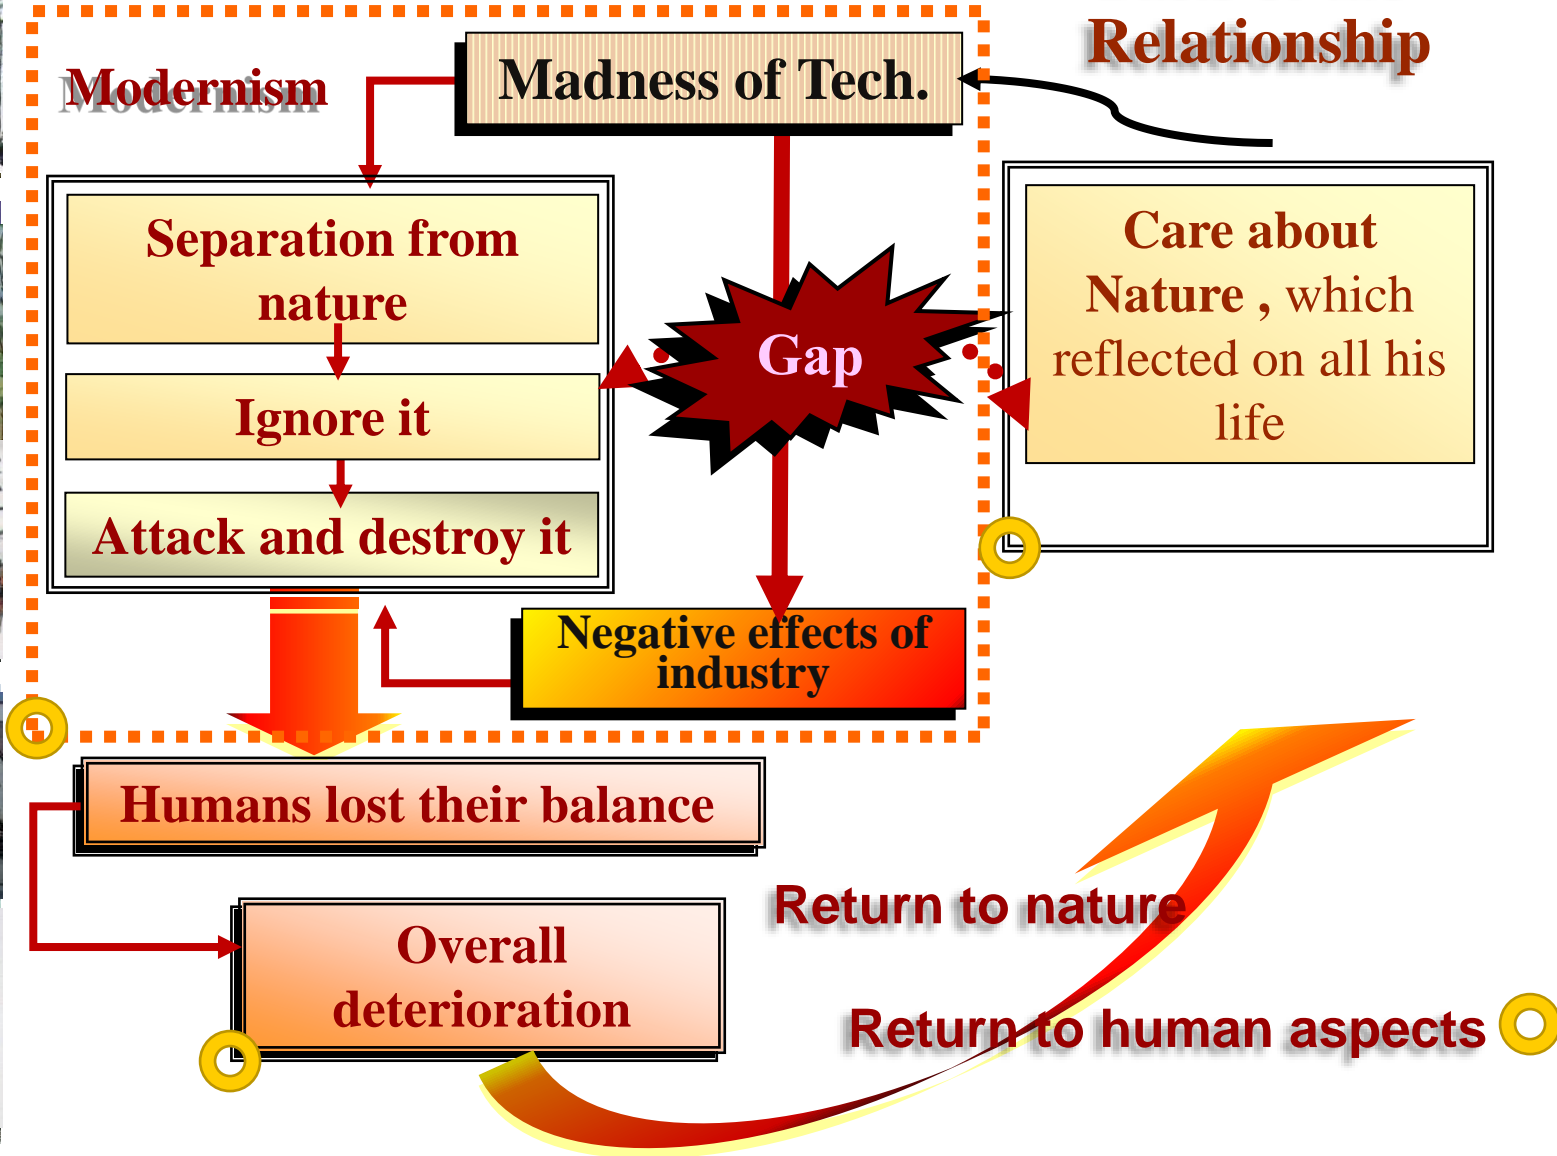 Relationship
Modernism
Madness of Tech.
Separation from
nature
Ignore it
Attack and destroy it
Gap
Care about
Nature , which
reflected on all his
life
Negative effects of
industry
Humans lost their balance
Overall
deterioration
Return to nature
Return to human aspects